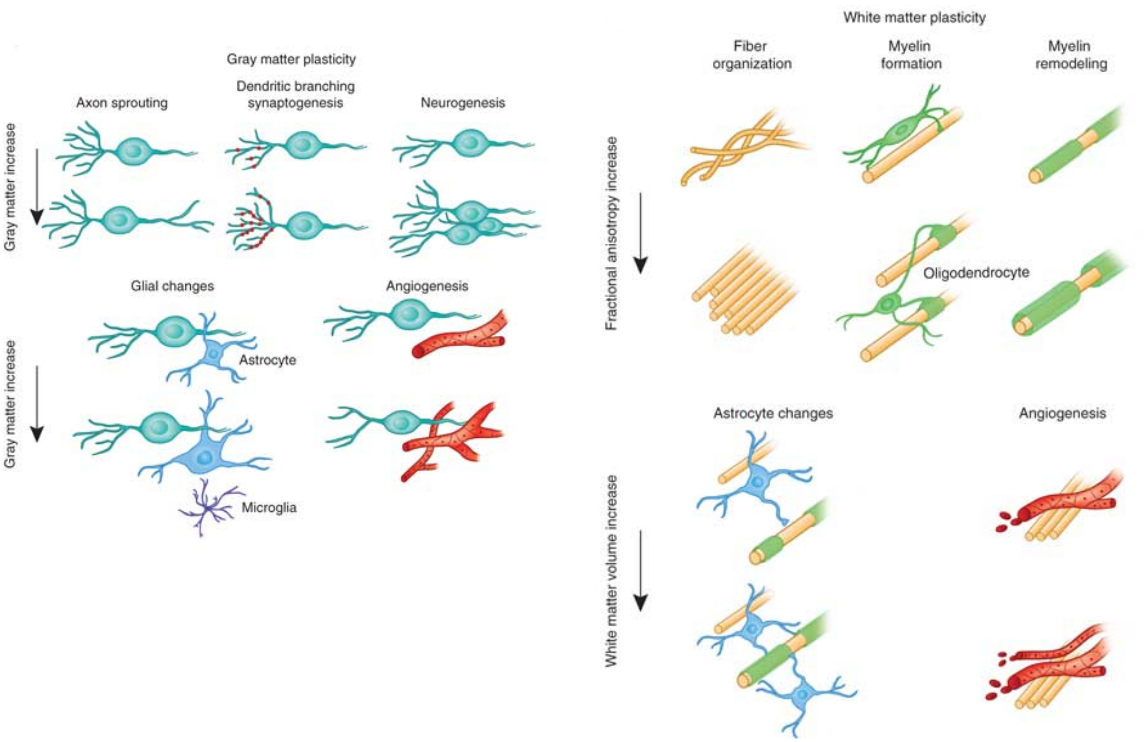 Gray matter plasticity
Axon sprouting
Dendritic branching
synaptogenesis
Neurogenesis
Gray matter increase
Glial changes
Angiogenesis
Astrocyte
Gray matter increase
Microglia
White matter plasticity
Fiber
organization
Myelin
formation
Myelin
remodeling
Fractional anisotropy increase
Oligodendrocyte
Astrocyte changes
Angiogenesis
White matter volume increase